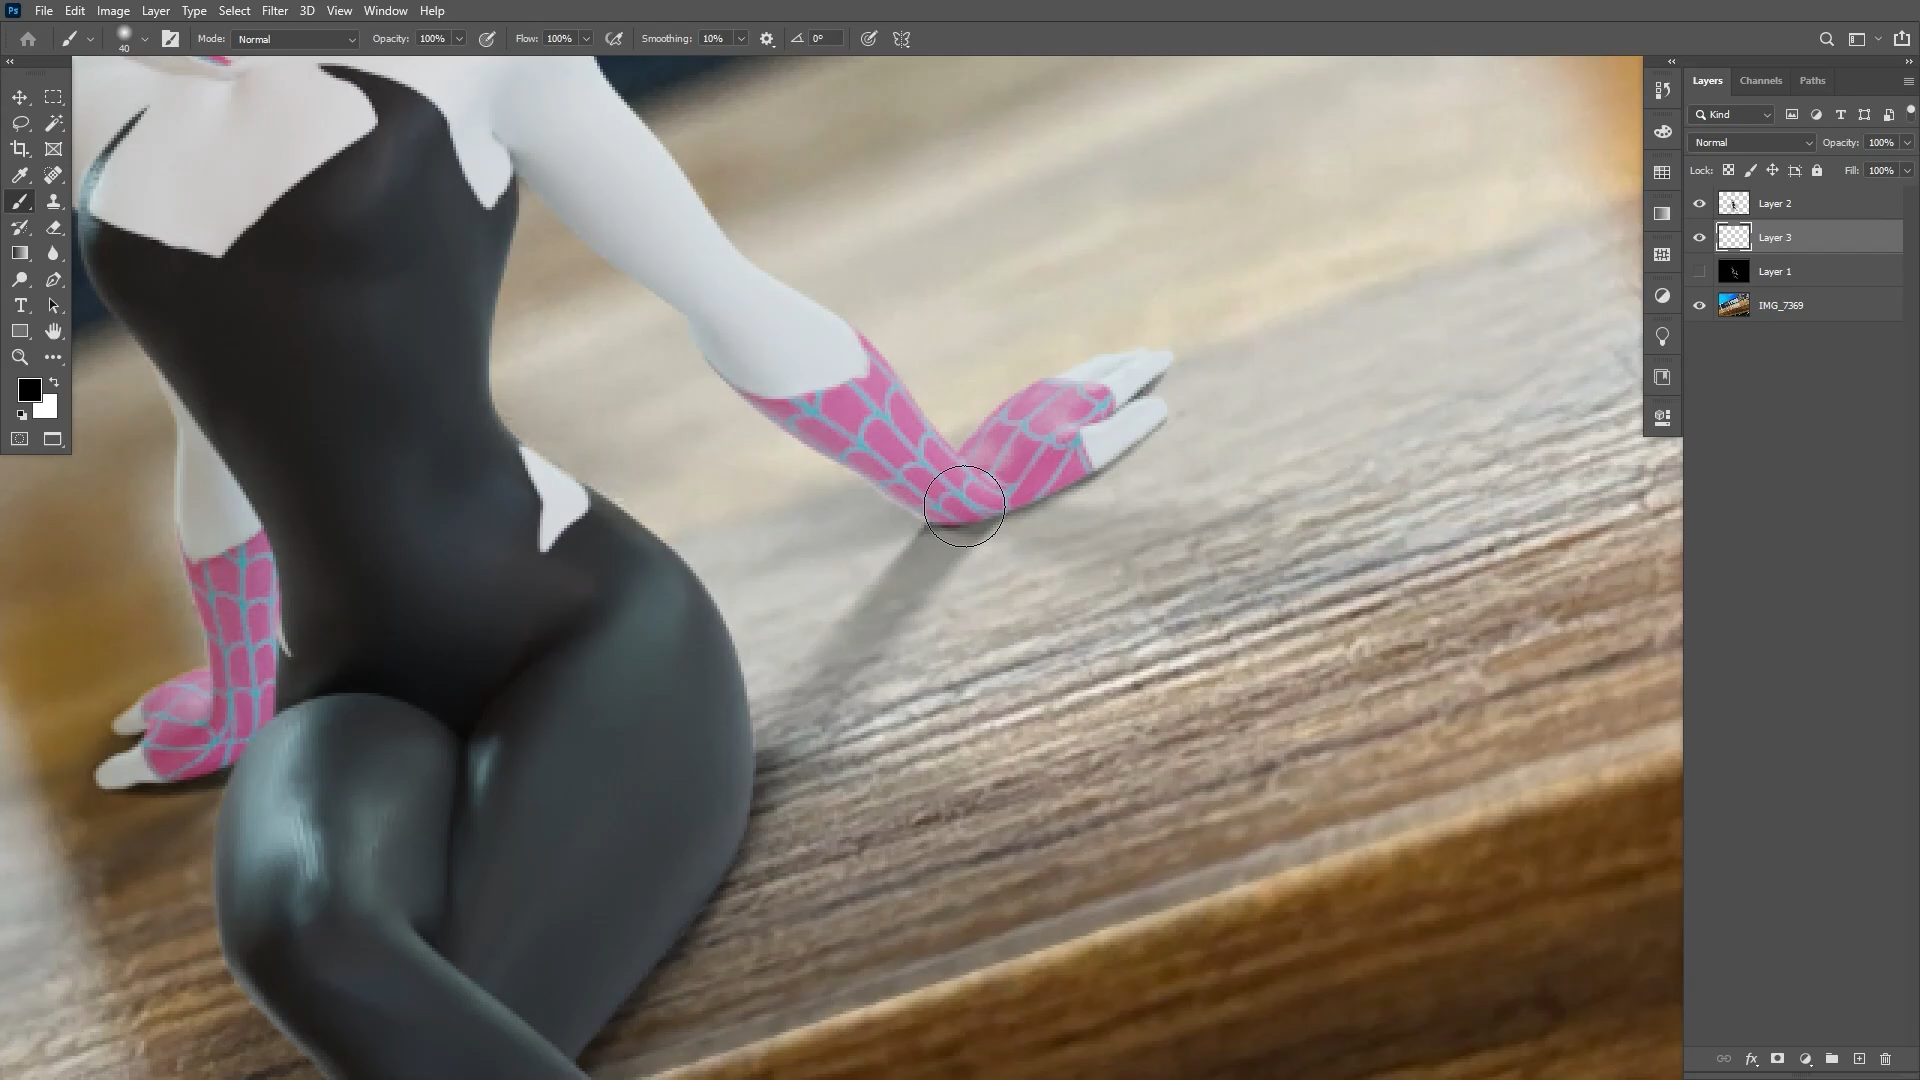 Ps File Edit Image Layer Type Select Filter 3D View Window Help
40 Mode: Normal Opacity: 100% Flow: 100% Smoothing: 10% 0°
Layers Channels Paths
Kind
Normal Opacity: 100%
Lock: Fill: 100%
Layer 2
Layer 3
Layer 1
IMG_7369
fx